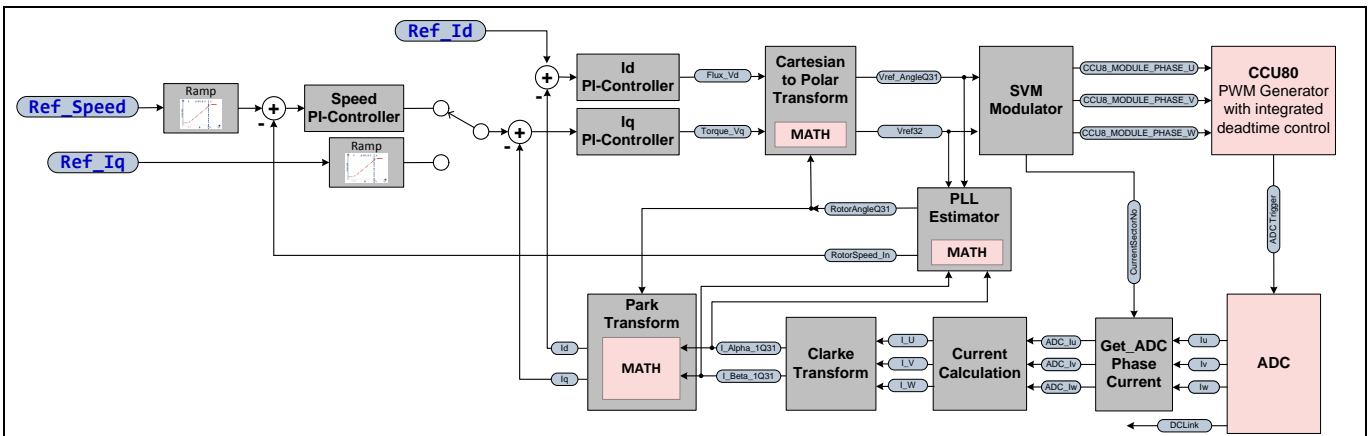 Ref_Id
Ref_Speed
Ramp
Speed
PI-Controller
Ref_Iq
Ramp
Id
PI-Controller
Flux_Vd
Iq
PI-Controller
Torque_Vq
Cartesian
to Polar
Transform
MATH
Vref_AngleQ31
Vref32
SVM
Modulator
CCU8_MODULE_PHASE_U
CCU8_MODULE_PHASE_V
CCU8_MODULE_PHASE_W
CCU80
PWM Generator
with integrated
deadtime control
PLL
Estimator
MATH
RotorAngleQ31
RotorSpeed_In
CurrentSectorNo
ADCTrigger
Park
Transform
MATH
Id
Iq
I_Alpha_1Q31
I_Beta_1Q31
Clarke
Transform
I_U
I_V
I_W
Current
Calculation
ADC_Iu
ADC_Iv
ADC_Iw
Get_ADC
Phase
Current
Iu
Iv
Iw
ADC
DCLink
+
-
+
-
+
-